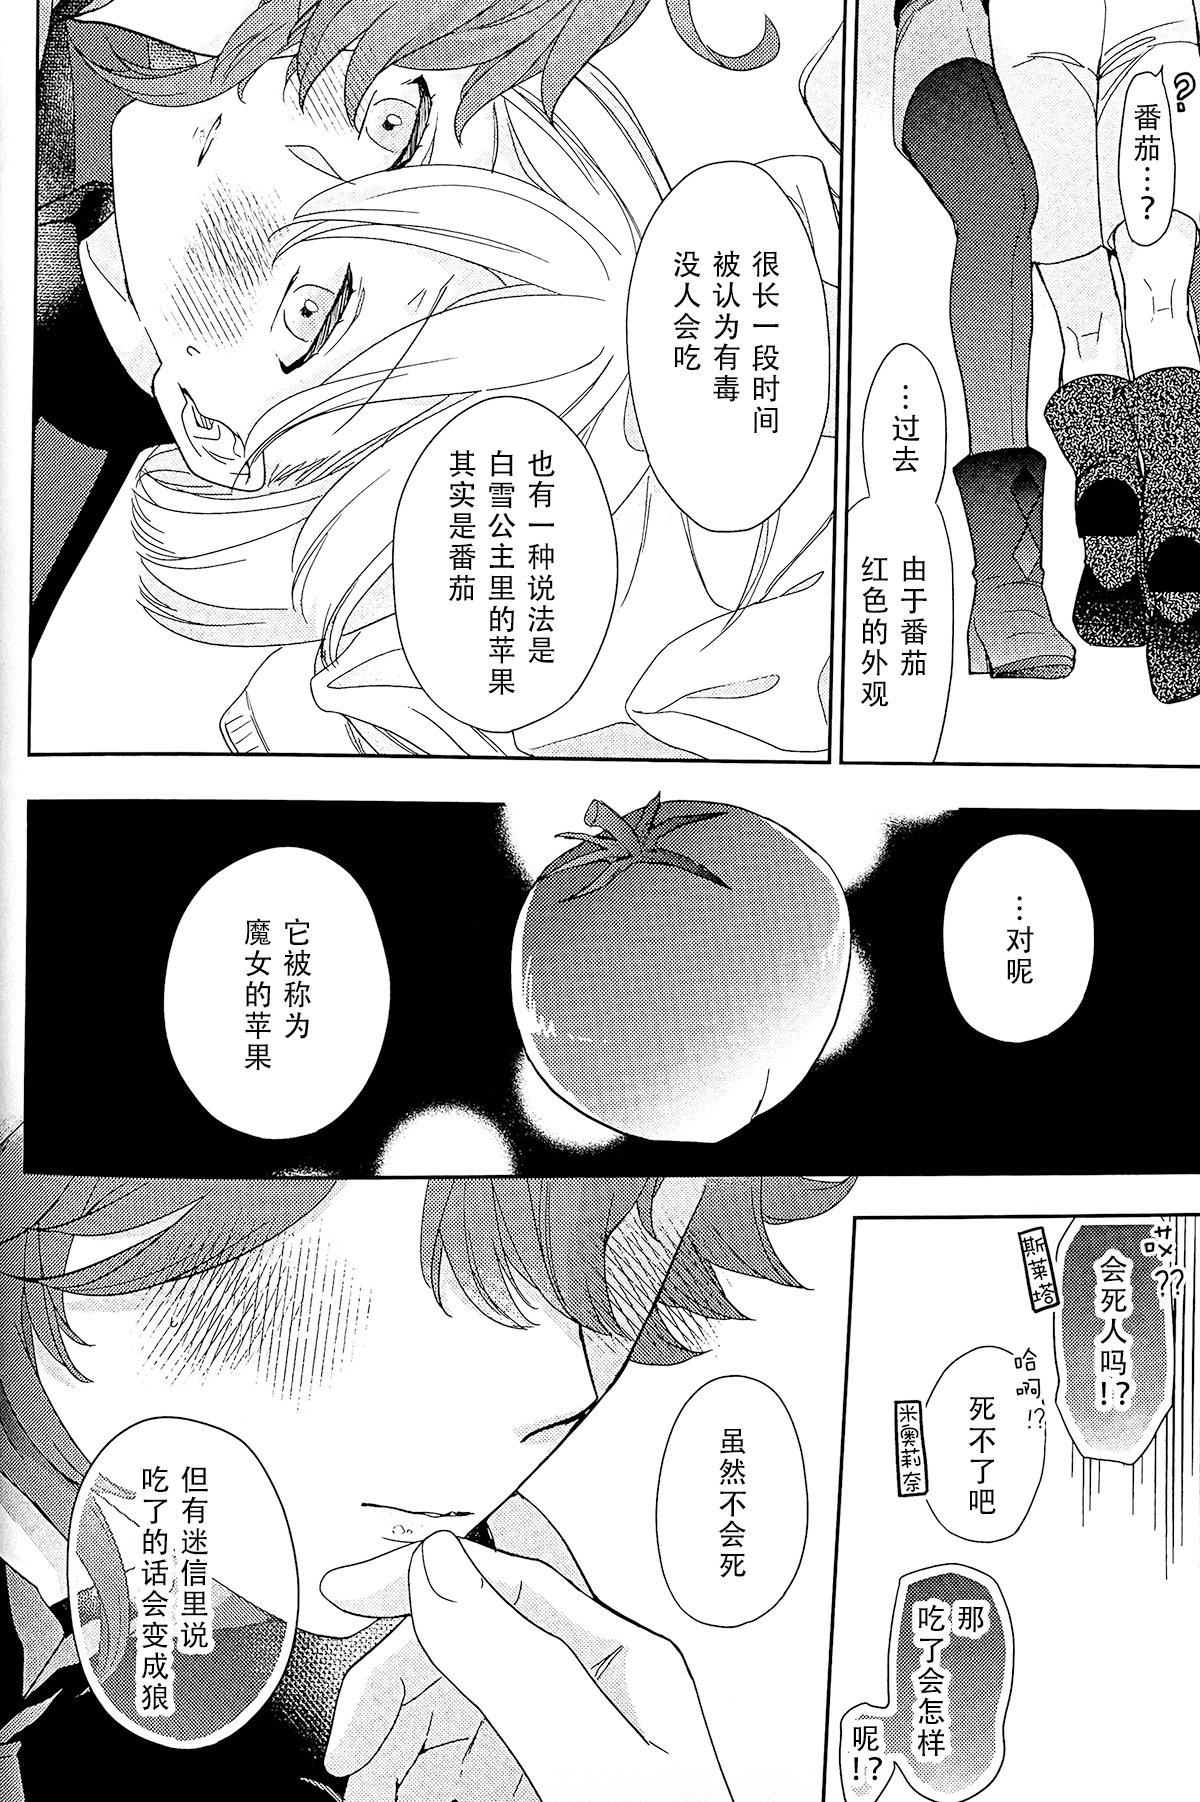 番茄…?
?
…过去
由于番茄
红色的外观
很长一段时间
被认为有毒
没人会吃
也有一种说法是
白雪公主里的苹果
其实是番茄
…对呢
它被称为
魔女的苹果
会死人吗!?
斯莱塔
哈啊!?
死不了吧
米奥莉奈
那
吃了会怎样
呢!?
虽然不会死
但有迷信里说
吃了的话会变成狼